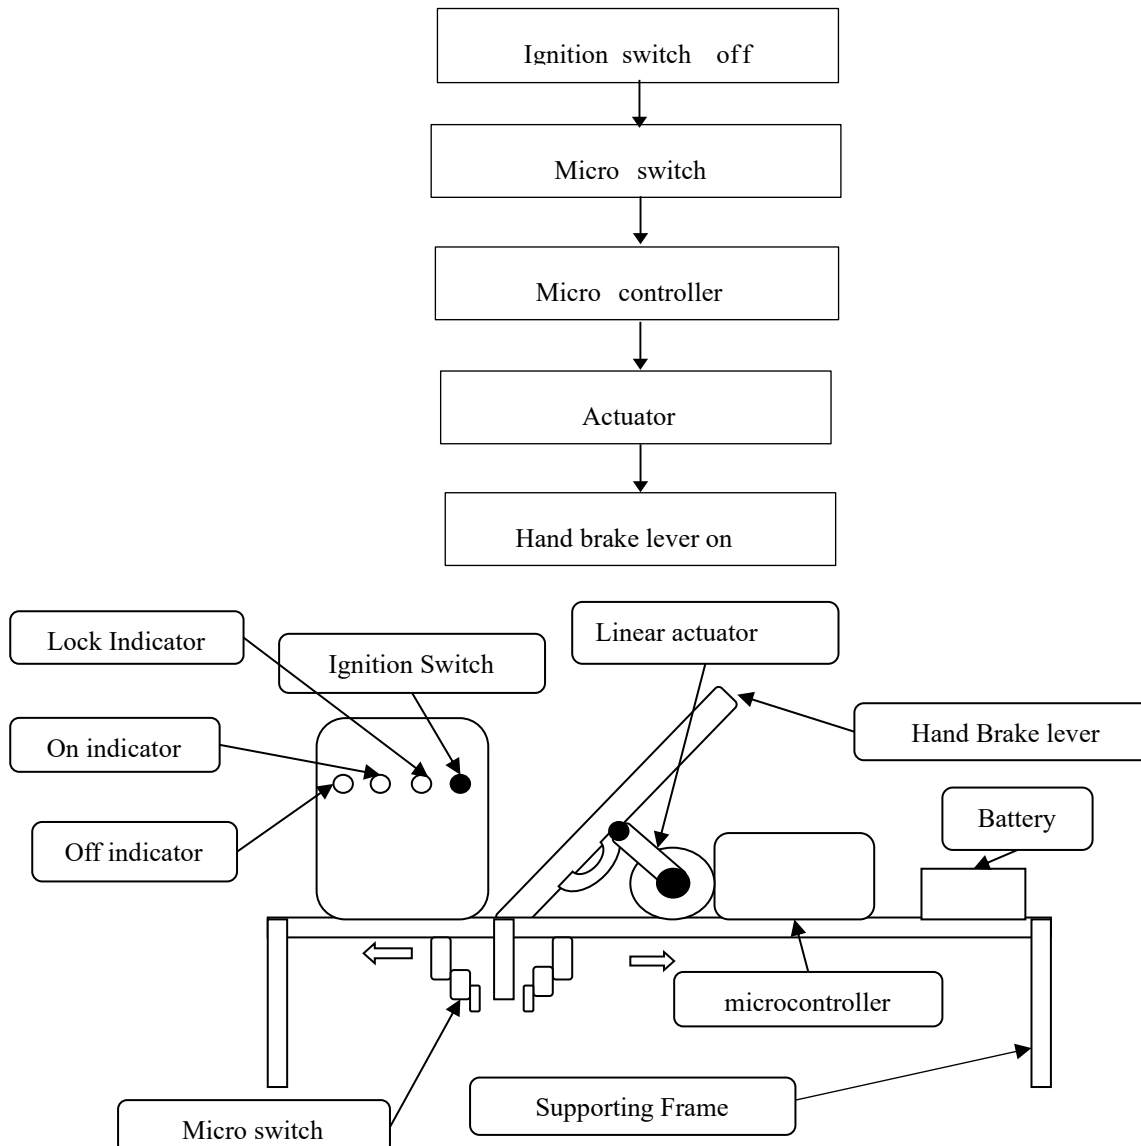 Ignition switch off
Micro switch
Micro controller
Actuator
Hand brake lever on
Lock Indicator
Ignition Switch
Linear actuator
On indicator
Hand Brake lever
Off indicator
Battery
microcontroller
Supporting Frame
Micro switch